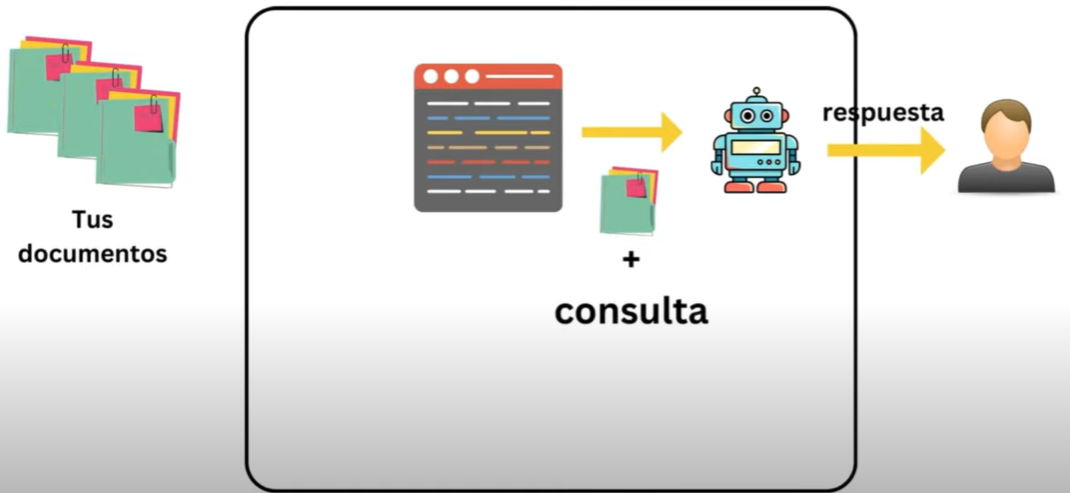 Tus
documentos
+
consulta
respuesta